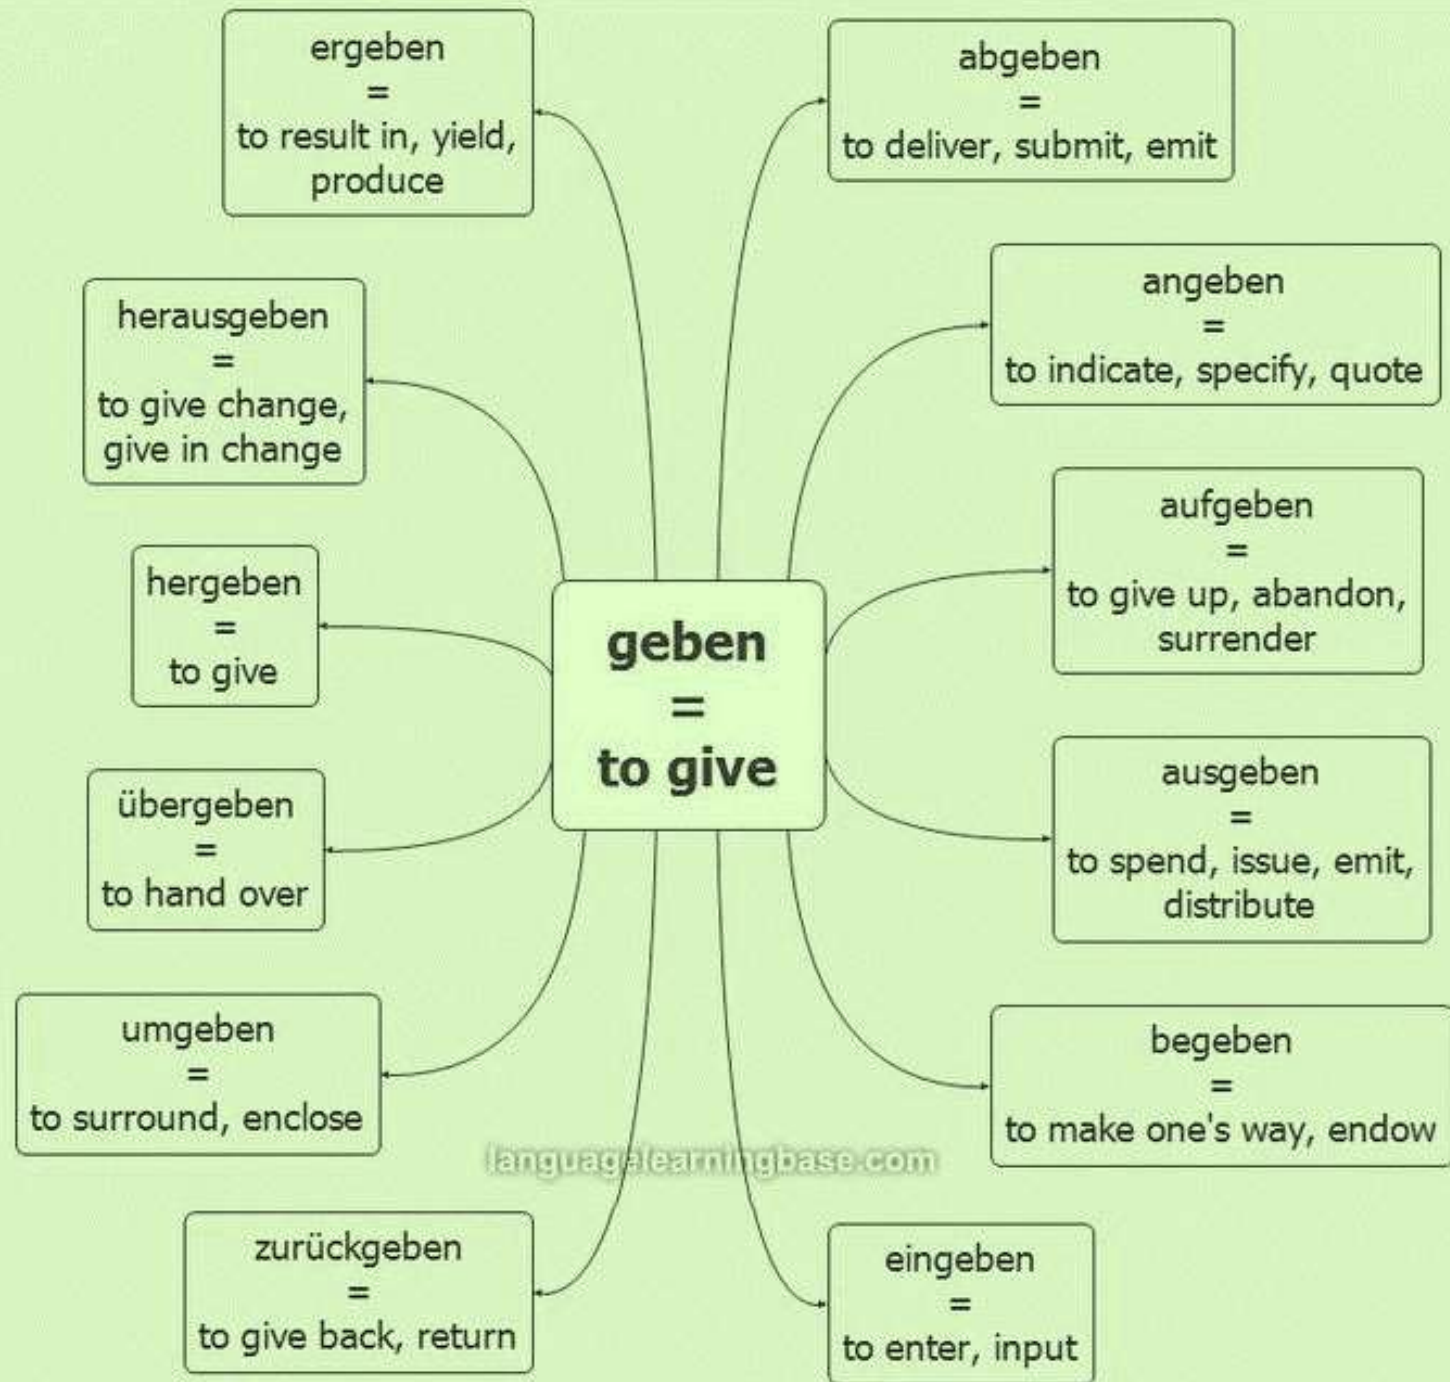 ergeben
=
to result in, yield,
produce
abgeben
=
to deliver, submit, emit
herausgeben
=
to give change,
give in change
angeben
=
to indicate, specify, quote
hergeben
=
to give
aufgeben
=
to give up, abandon,
surrender
geben
=
to give
übergeben
=
to hand over
ausgeben
=
to spend, issue, emit,
distribute
umgeben
=
to surround, enclose
begeben
=
to make one's way, endow
languagelearningbase.com
zurückgeben
=
to give back, return
eingeben
=
to enter, input